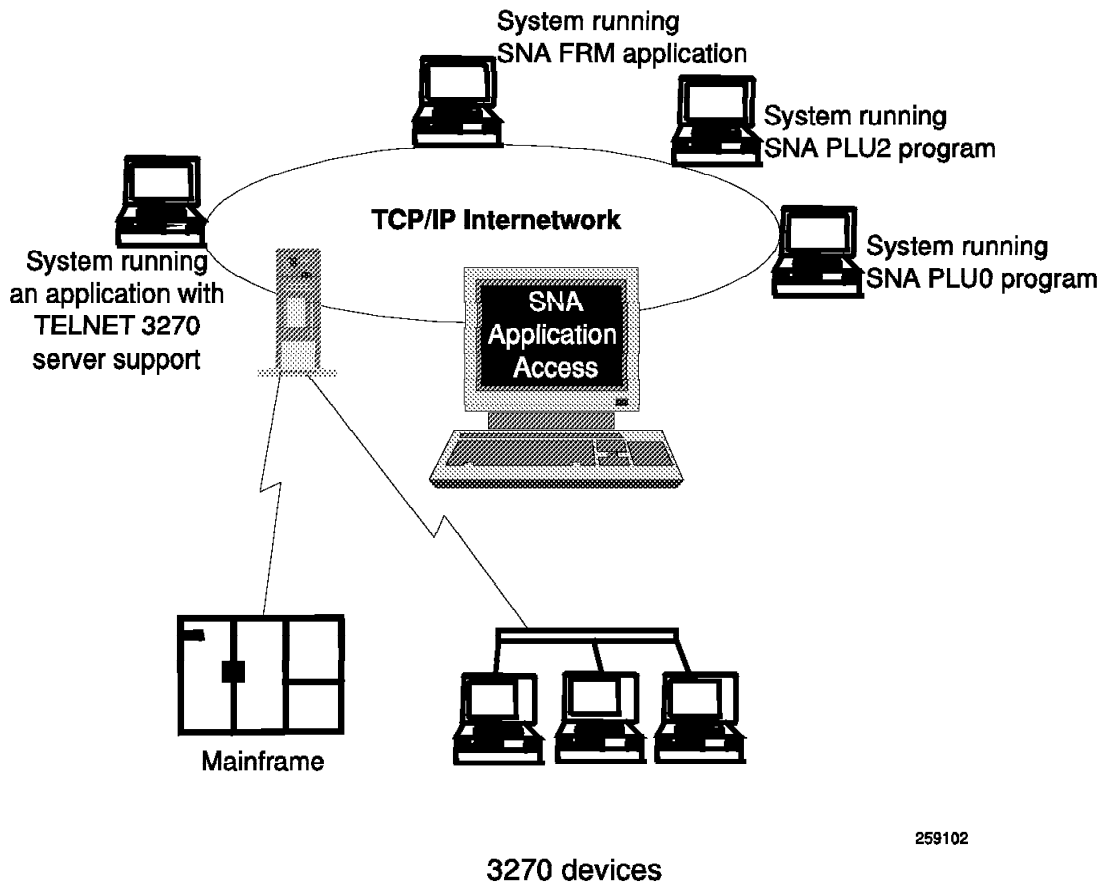 System running
SNA FRM application
System running
SNA PLU2 program
TCP/IP Internetwork
System running
SNA PLU0 program
System running
an application with
TELNET 3270
server support
SNA
Application
Access
Mainframe
259102
3270 devices